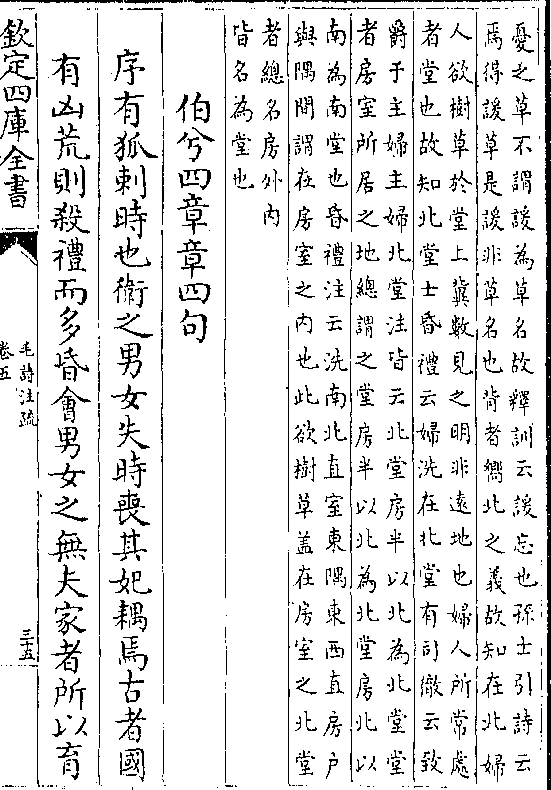 憂之草不謂諼為草名故釋訓云諼忘也孫士引詩云
焉得諼草是諼非草名也背者嚮北之義故知在北婦
人欲樹草於堂上冀數見之明非遠地也婦人所常處
者堂也故知北堂士昏禮云婦洗在北堂有司徹云致
爵于主婦主婦北堂注皆云北堂房半以北為北堂堂
者房室所居之地總謂之堂房半以北為北堂房北以
南為南堂也昏禮注云洗南北直室東隅東西直房户
與隅間謂在房室之内也此欲樹草盖在房室之北堂
者總名房外内
皆名為堂也
伯兮四章章四句
序有狐刺時也衛之男女失時喪其妃耦焉古者國
有凶荒則殺禮而多昏會男女之無夫家者所以育
欽定四庫全書
毛詩注疏
卷五
三十五